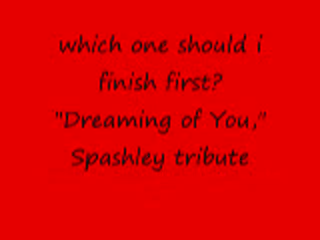 which one should i
finish first?
"Dreaming of You,"
Spashley tribute